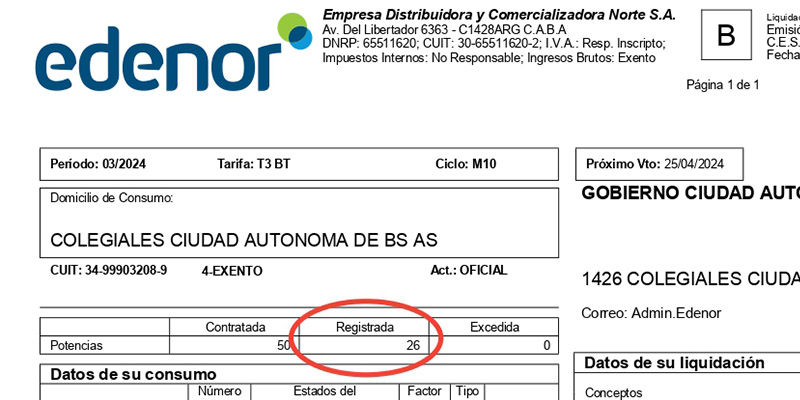 edenor
Empresa Distribuidora y Comercializadora Norte S.A.
Av. Del Libertador 6363 - C1428ARG C.A.B.A
DNRP: 65511620; CUIT: 30-65511620-2; I.V.A.: Resp. Inscripto;
Impuestos Internos: No Responsable; Ingresos Brutos: Exento
B
C.E.S.
Fecha
Página 1 de 1
Período: 03/2024 Tarifa: T3 BT Ciclo: M10
Próximo Vto: 25/04/2024
Domicilio de Consumo:
COLEGIALES CIUDAD AUTONOMA DE BS AS
CUIT: 34-99903208-9 4-EXENTO Act.: OFICIAL
GOBIERNO CIUDAD
1426 COLEGIALES
Correo: Admin.Edenor
Contratada Registrada Excedida
Potencias 50 26 0
Datos de su consumo
Número Estados del Factor Tipo
Datos de su liquidación
Conceptos